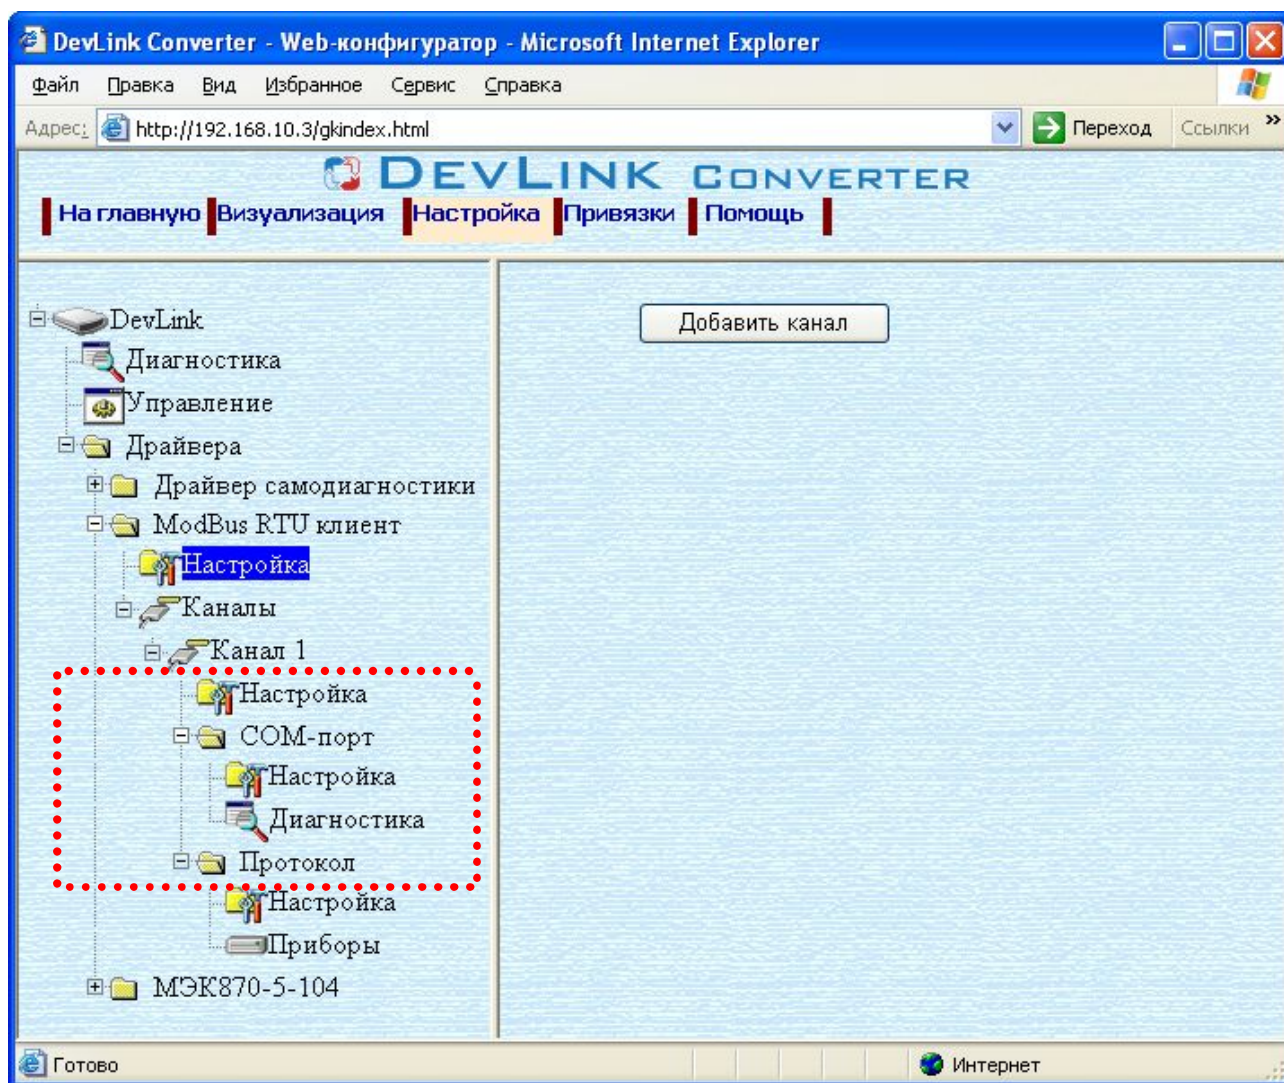 DevLink Converter - Web-конфигуратор - Microsoft Internet Explorer
Файл Правка Вид Избранное Сервис Справка
Адрес: http://192.168.10.3/gkindex.html Переход Ссылки »
DEVLINK CONVERTER
На главную Визуализация Настройка Привязки Помощь
Добавить канал
DevLink
Диагностика
Управление
Драйвера
Драйвер самодиагностики
ModBus RTU клиент
Настройка
Каналы
Канал 1
Настройка
COM-порт
Настройка
Диагностика
Протокол
Настройка
Приборы
МЭК870-5-104
Готово Интернет